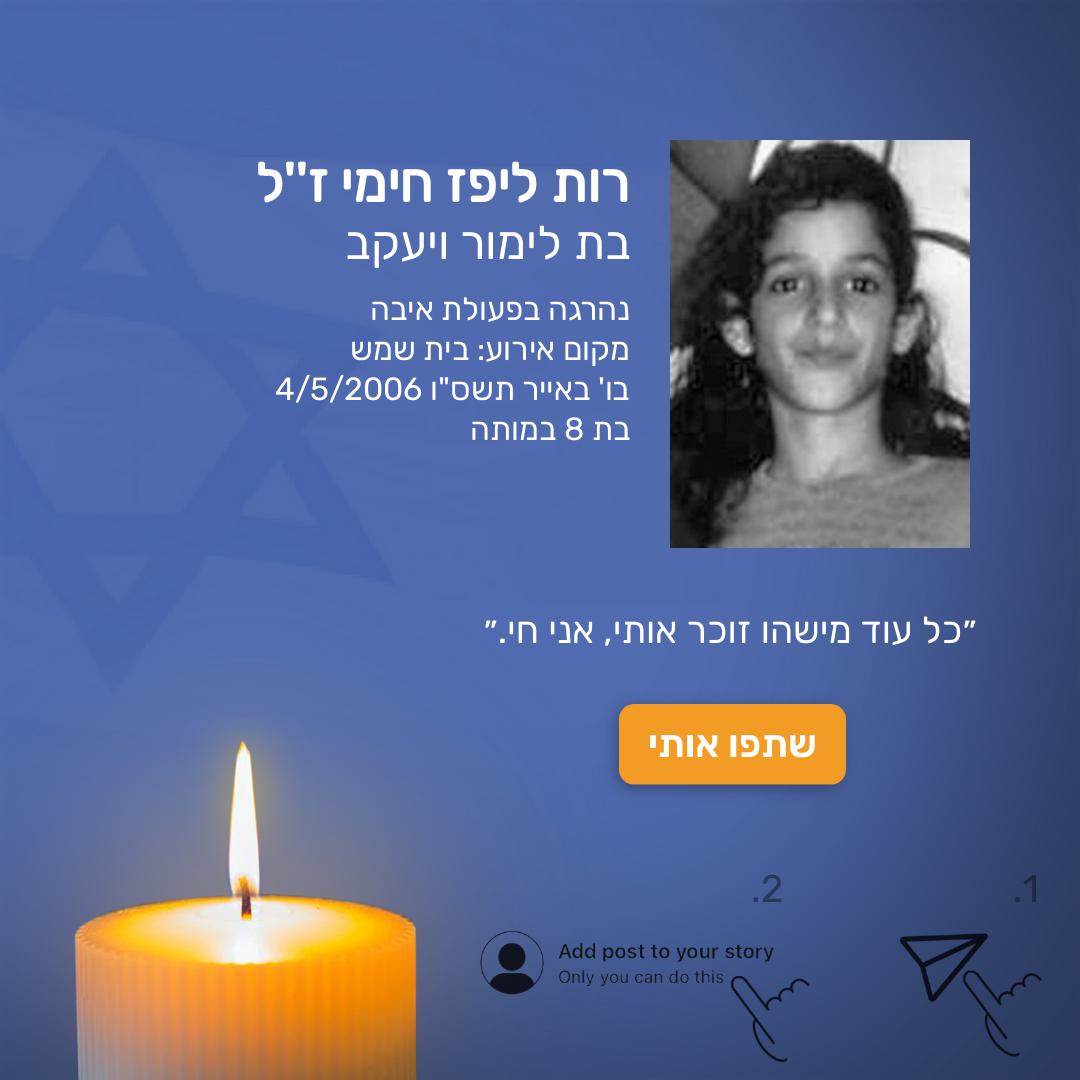 רות ליפז חימי ז"ל
בת לימור ויעקב
נהרגה בפעולת איבה
מקום אירוע: בית שמש
בו' באייר תשס"ו 4/5/2006
בת 8 במותה
״כל עוד מישהו זוכר אותי, אני חי.״
שתפו אותי
1.
2.
Add post to your story
Only you can do this